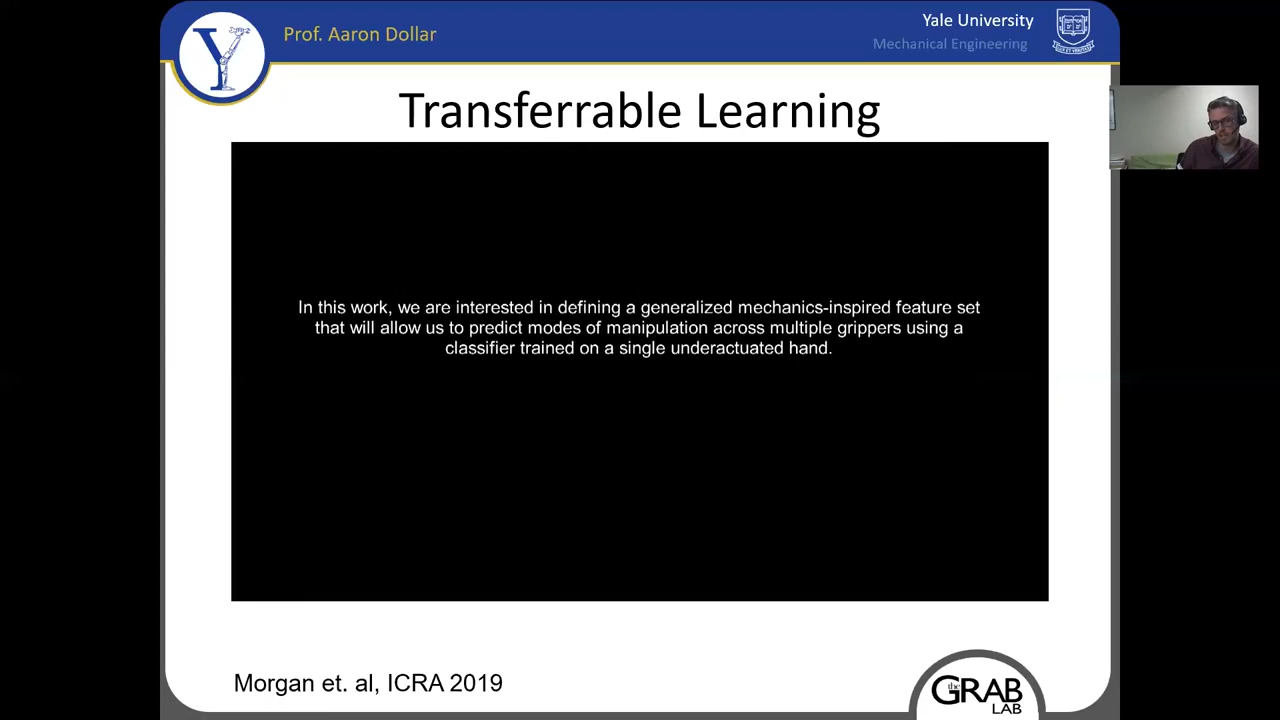 Prof. Aaron Dollar
Yale University
Mechanical Engineering
Y
Transferrable Learning
In this work, we are interested in defining a generalized mechanics-inspired feature set
that will allow us to predict modes of manipulation across multiple grippers using a
classifier trained on a single underactuated hand.
Morgan et. al, ICRA 2019
the GRAB
LAB